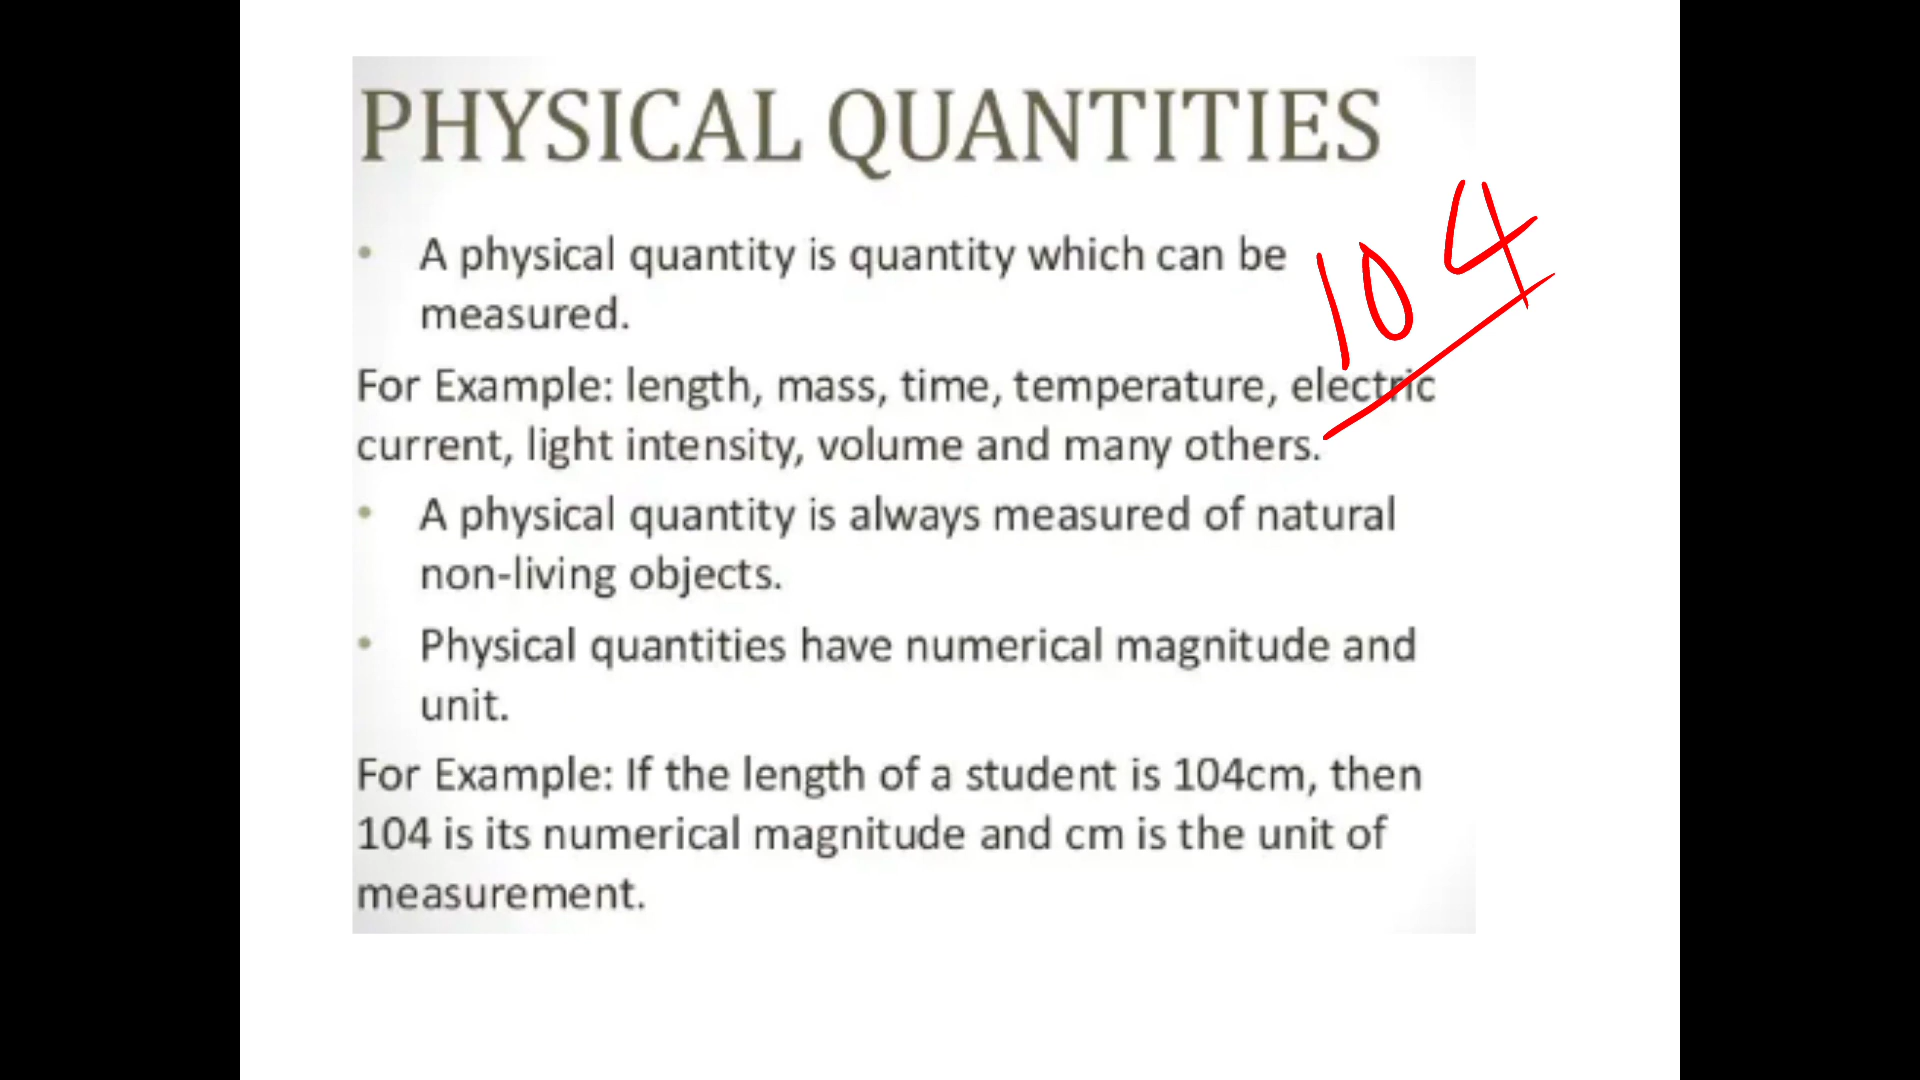 PHYSICAL QUANTITIES
104
• A physical quantity is quantity which can be
measured.
For Example: length, mass, time, temperature, electric
current, light intensity, volume and many others.
• A physical quantity is always measured of natural
non-living objects.
• Physical quantities have numerical magnitude and
unit.
For Example: If the length of a student is 104cm, then
104 is its numerical magnitude and cm is the unit of
measurement.